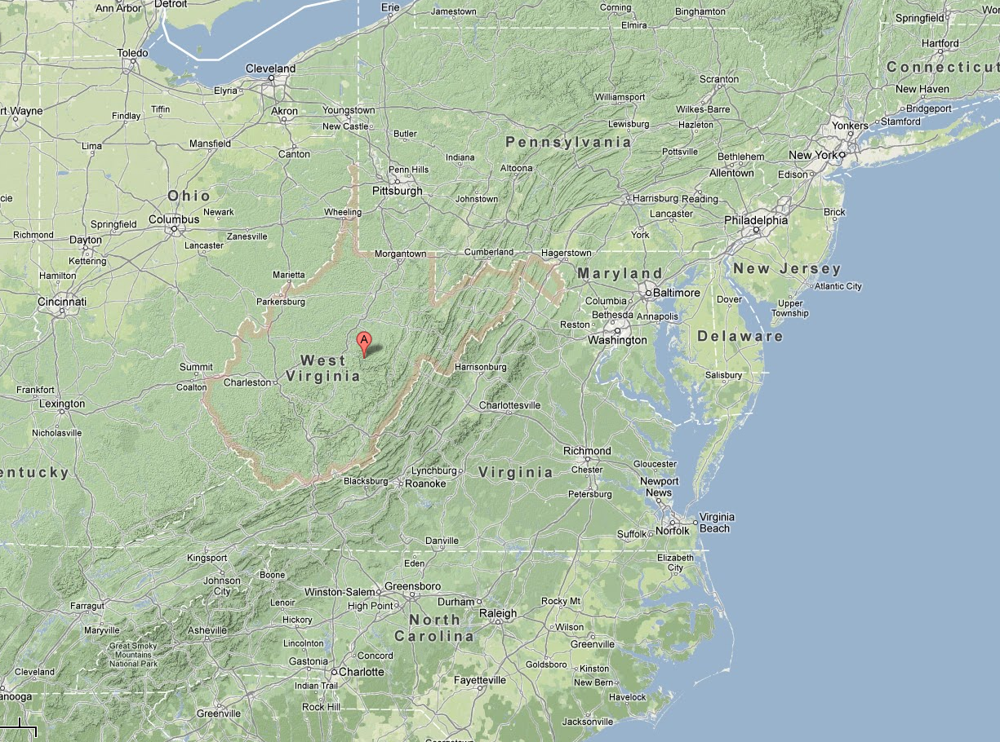 Ann Arbor
Detroit
Erie
Jamestown
Corning
Elmira
Binghamton
Springfield
Hartford
Connecticut
New Haven
Bridgeport
Stamford
Toledo
Cleveland
Elyria
Akron
Youngstown
New Castle
Butler
Scranton
Williamsport
Wilkes-Barre
Yonkers
New York
Edison
rt Wayne
Findlay
Tiffin
Lima
Mansfield
Canton
Lewisburg
Hazleton
Pennsylvania
Pottsville
Bethlehem
Allentown
Indiana
Altoona
Penn Hills
Pittsburgh
Johnstown
Harrisburg
Reading
Lancaster
Philadelphia
Brick
York
cie
Ohio
Columbus
Newark
Wheeling
Richmond
Springfield
Dayton
Kettering
Zanesville
Lancaster
Morgantown
Cumberland
Hagerstown
Maryland
New Jersey
Atlantic City
Hamilton
Cincinnati
Marietta
Parkersburg
Baltimore
Columbia
Dover
Upper
Township
Bethesda
Annapolis
Reston
Washington
Delaware
A
West
Virginia
Summit
Coalton
Charleston
Harrisonburg
Salisbury
Frankfort
Lexington
Nicholasville
Charlottesville
entucky
Richmond
Chester
Gloucester
Newport
News
Lynchburg
Virginia
Blacksburg
Roanoke
Petersburg
Virginia
Beach
Norfolk
Suffolk
Danville
Kingsport
Eden
Elizabeth
City
Johnson
City
Boone
Winston-Salem
Greensboro
High Point
Durham
Raleigh
Rocky Mt
Farragut
Lenoir
Hickory
North
Carolina
Wilson
Greenville
Maryville
Asheville
Great Smoky
Mountains
National Park
Lincolnton
Gastonia
Concord
Charlotte
Goldsboro
Kinston
Cleveland
Indian Trail
Fayetteville
New Bern
anooga
Greenville
Rock Hill
Havelock
Jacksonville